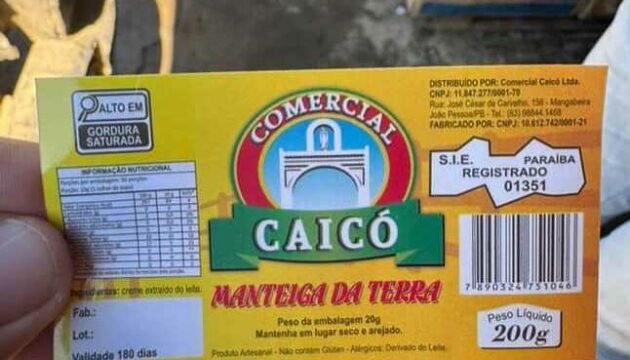 ALTO EM
GORDURA
SATURADA
COMERCIAL
CAICÓ
MANTEIGA DA TERRA
Peso da embalagem 20g
Mantenha em lugar seco e arejado.
Produto Artesanal - Não contém Glúten - Alérgicos: Derivado do Leite.
DISTRIBUÍDO POR: Comercial Caicó Ltda.
CNPJ: 11.847.277/0001-70
Rua: José César de Carvalho, 156 - Mangabeira
João Pessoa/PB - Tel.: (83) 98844.1468
FABRICADO POR: CNPJ: 10.612.742/0001-21
S.I.E. PARAÍBA
REGISTRADO
01351
7 890324 751046
Peso Líquido
200g
INFORMAÇÃO NUTRICIONAL
Ingredientes: creme extraído do leite.
Fab.:
Lot.:
Validade 180 dias